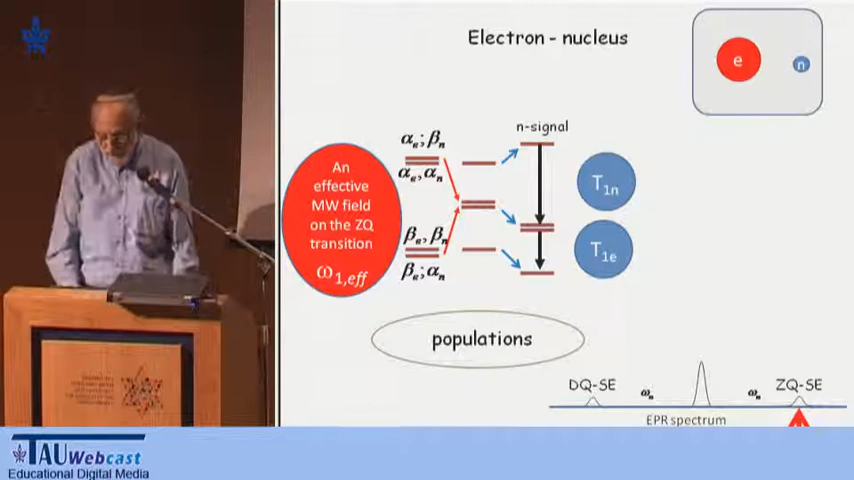 Electron - nucleus
e
n
n-signal
αe;βn
αe,αn
βe,βn
βe;αn
An
effective
MW field
on the ZQ
transition
ω1,eff
T1n
T1e
populations
DQ-SE
ωn
ωn
ZQ-SE
EPR spectrum
TAUWebcast
Educational Digital Media